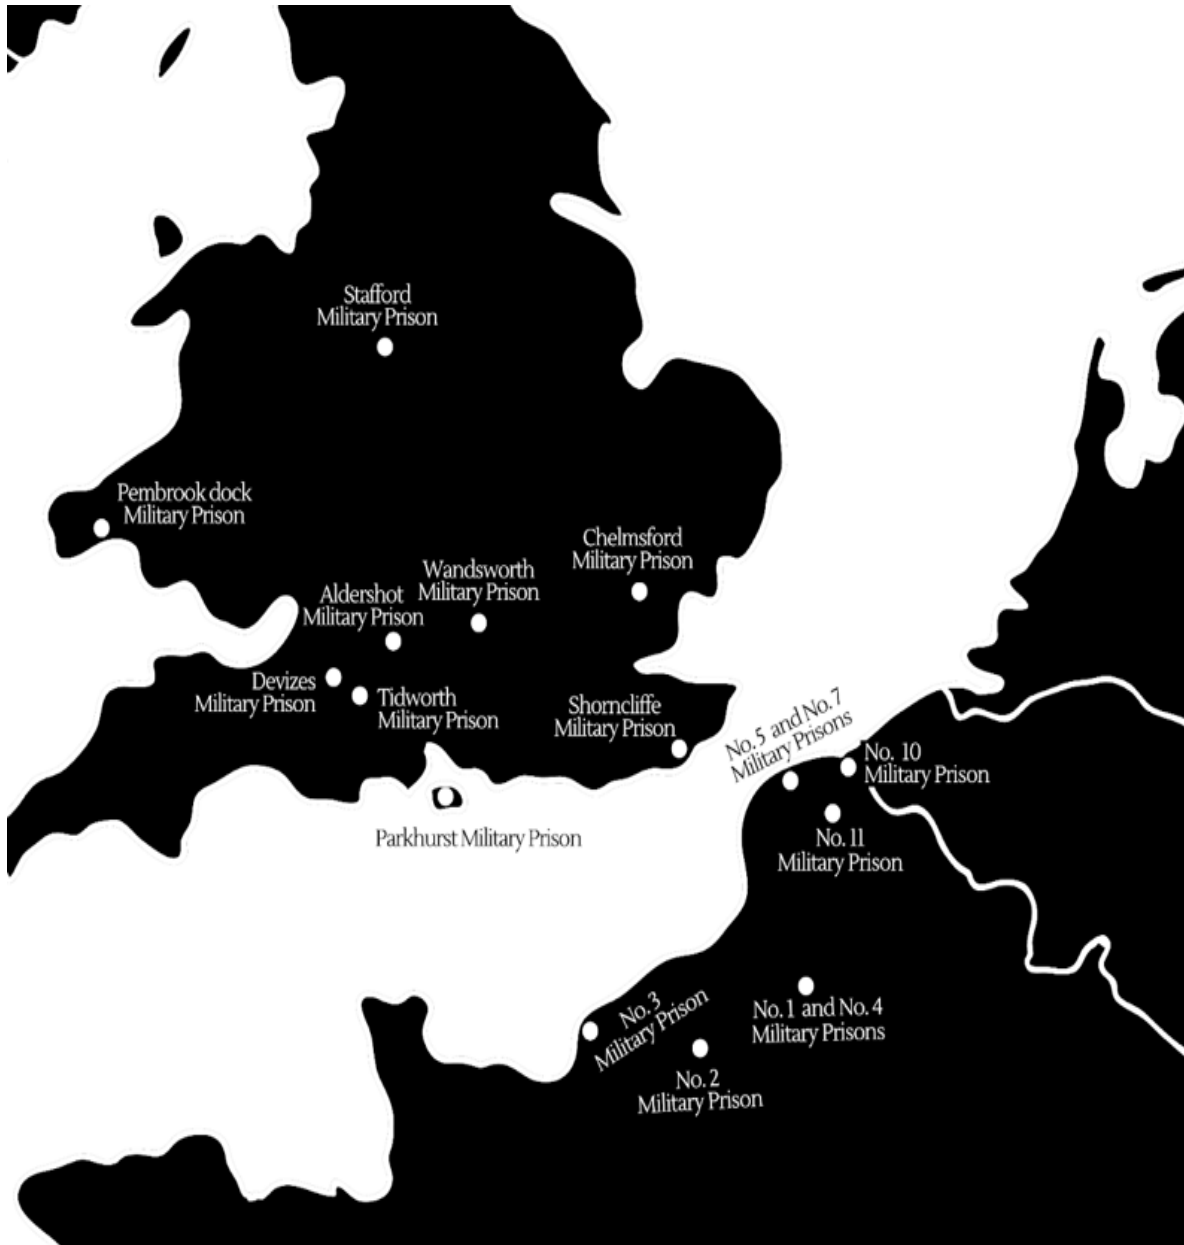 Stafford
Military Prison
Pembrook dock
Military Prison
Chelmsford
Military Prison
Wandsworth
Military Prison
Aldershot
Military Prison
Devizes
Military Prison
Tidworth
Military Prison
Shorncliffe
Military Prison
No. 5 and No. 7
Military Prisons
No. 10
Military Prison
Parkhurst Military Prison
No. 11
Military Prison
No. 3
Military Prison
No. 1 and No. 4
Military Prisons
No. 2
Military Prison